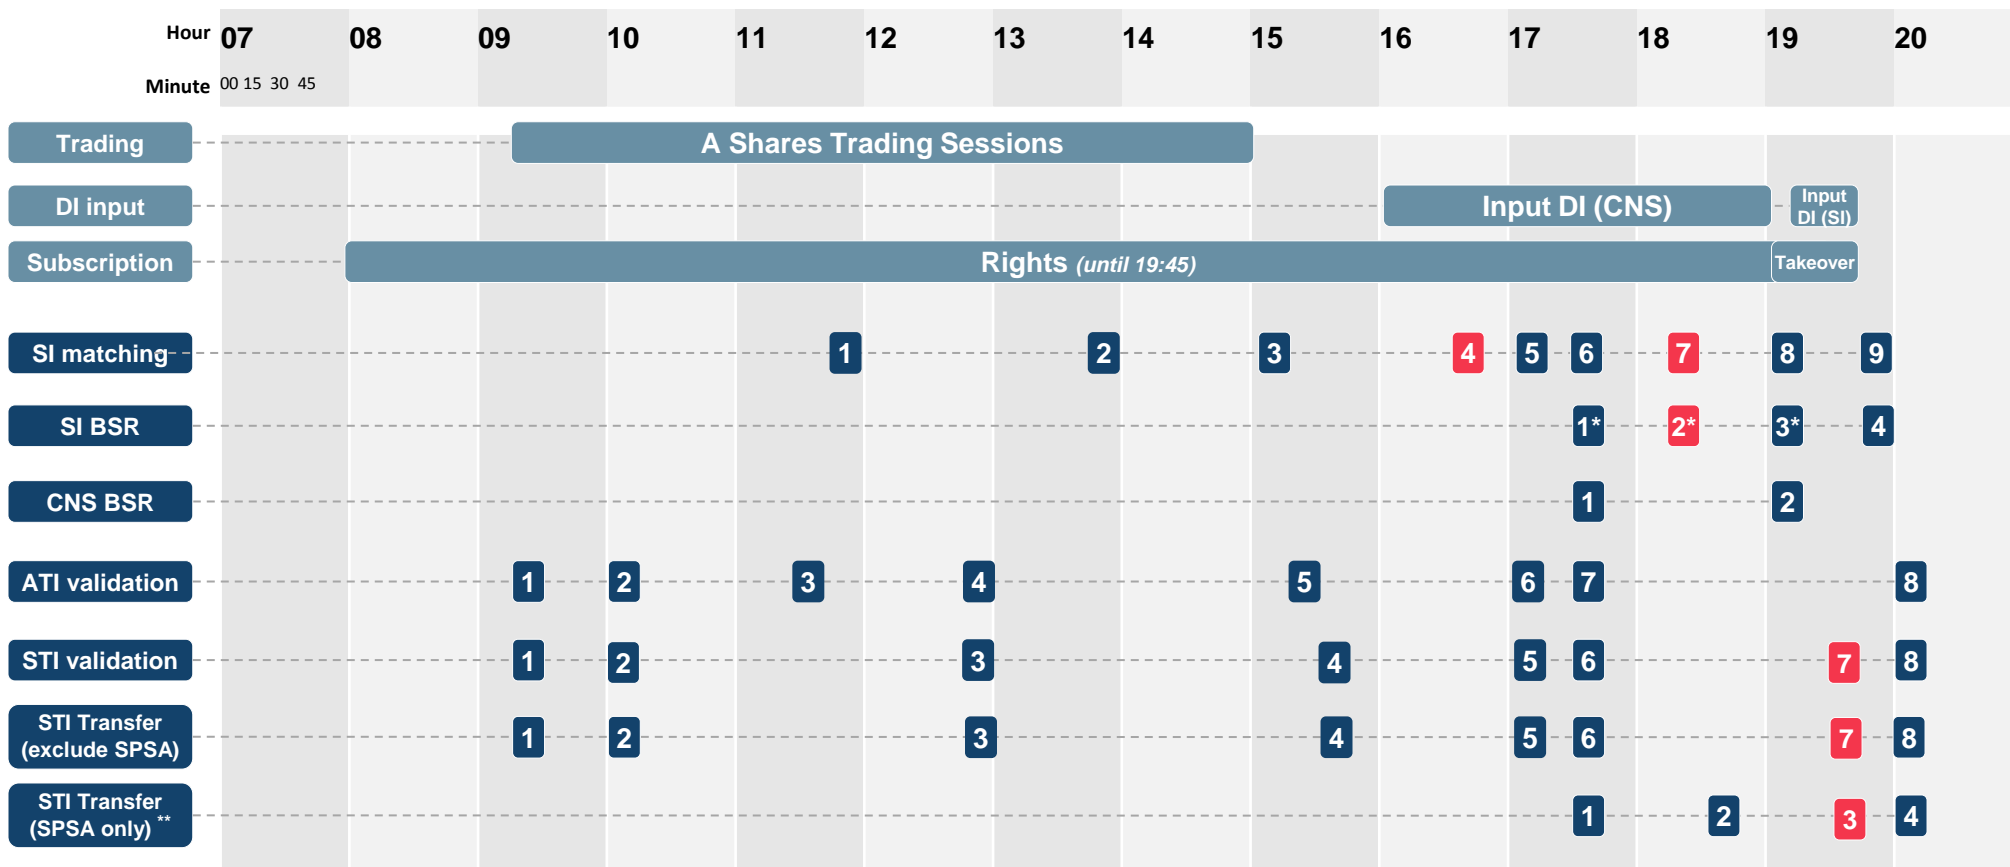 Hour 07 08 09 10 11 12 13 14 15 16 17 18 19 20
Minute 00 15 30 45
Trading A Shares Trading Sessions
DI input Input DI (CNS) Input
DI (SI)
Subscription Rights (until 19:45) Takeover
SI matching 1 2 3 4 5 6 7 8 9
SI BSR 1* 2* 3* 4
CNS BSR 1 2
ATI validation 1 2 3 4 5 6 7 8
STI validation 1 2 3 4 5 6 7 8
STI Transfer
(exclude SPSA) 1 2 3 4 5 6 7 8
STI Transfer
(SPSA only) ** 1 2 3 4